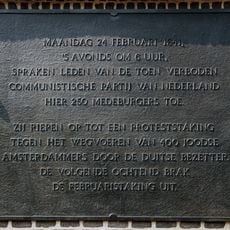 MAANDAG 24 FEBRUARI 1941,
'S AVONDS OM 6 UUR,
SPRAKEN LEDEN VAN DE TOEN VERBODEN
COMMUNISTISCHE PARTIJ VAN NEDERLAND
HIER 250 MEDEBURGERS TOE.
ZIJ RIEPEN OP TOT EEN PROTESTSTAKING
TEGEN HET WEGVOEREN VAN 400 JOODSE
AMSTERDAMMERS DOOR DE DUITSE BEZETTER.
DE VOLGENDE OCHTEND BRAK
DE FEBRUARISTAKING UIT.